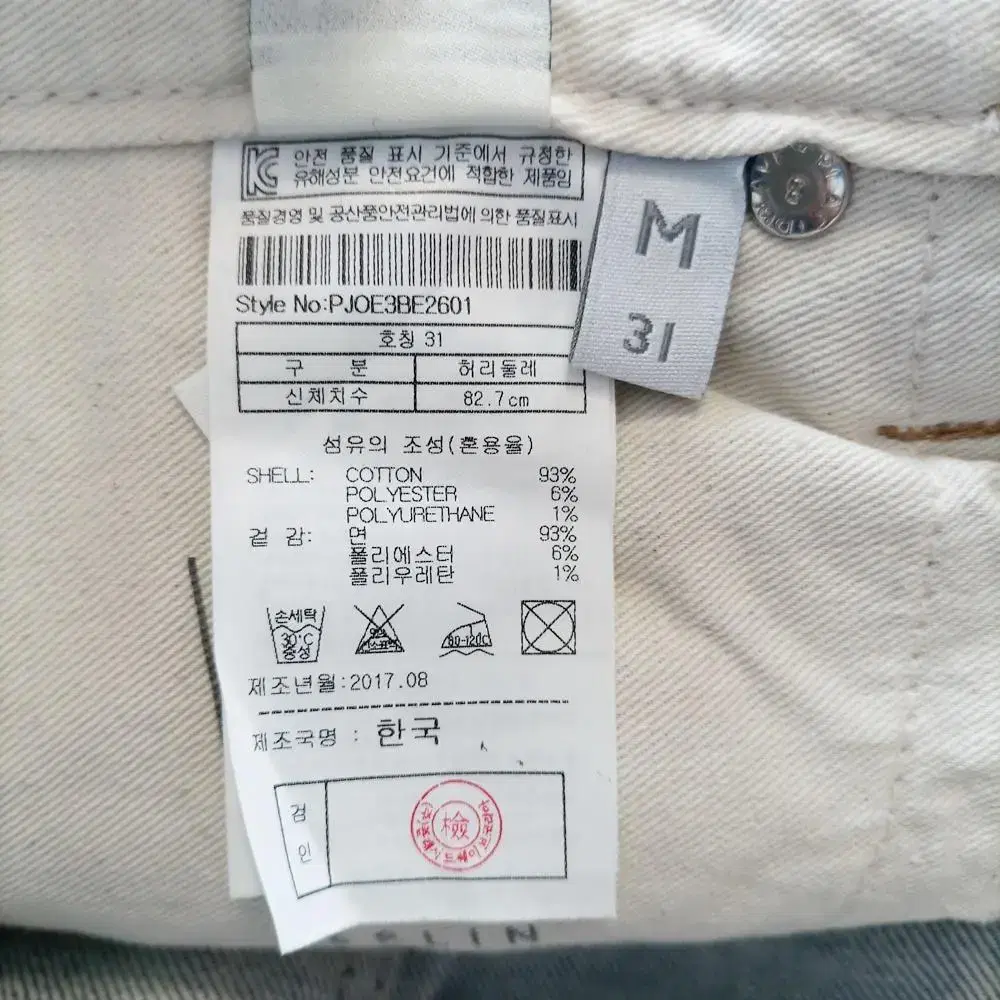 안전 품질 표시 기준에서 규정한
유해성분 안전요건에 적합한 제품임
품질경영 및 공산품안전관리법에 의한 품질표시
Style No:PJOE3BE2601
호칭 31
구 분 허리둘레
신체치수 82.7cm
섬유의 조성(혼용율)
SHELL: COTTON 93%
POLYESTER 6%
POLYURETHANE 1%
겉 감: 면 93%
폴리에스터 6%
폴리우레탄 1%
손세탁
30°C
중성
80-120C
제조년월:2017.08
제조국명 : 한국
검
인
檢
M
31